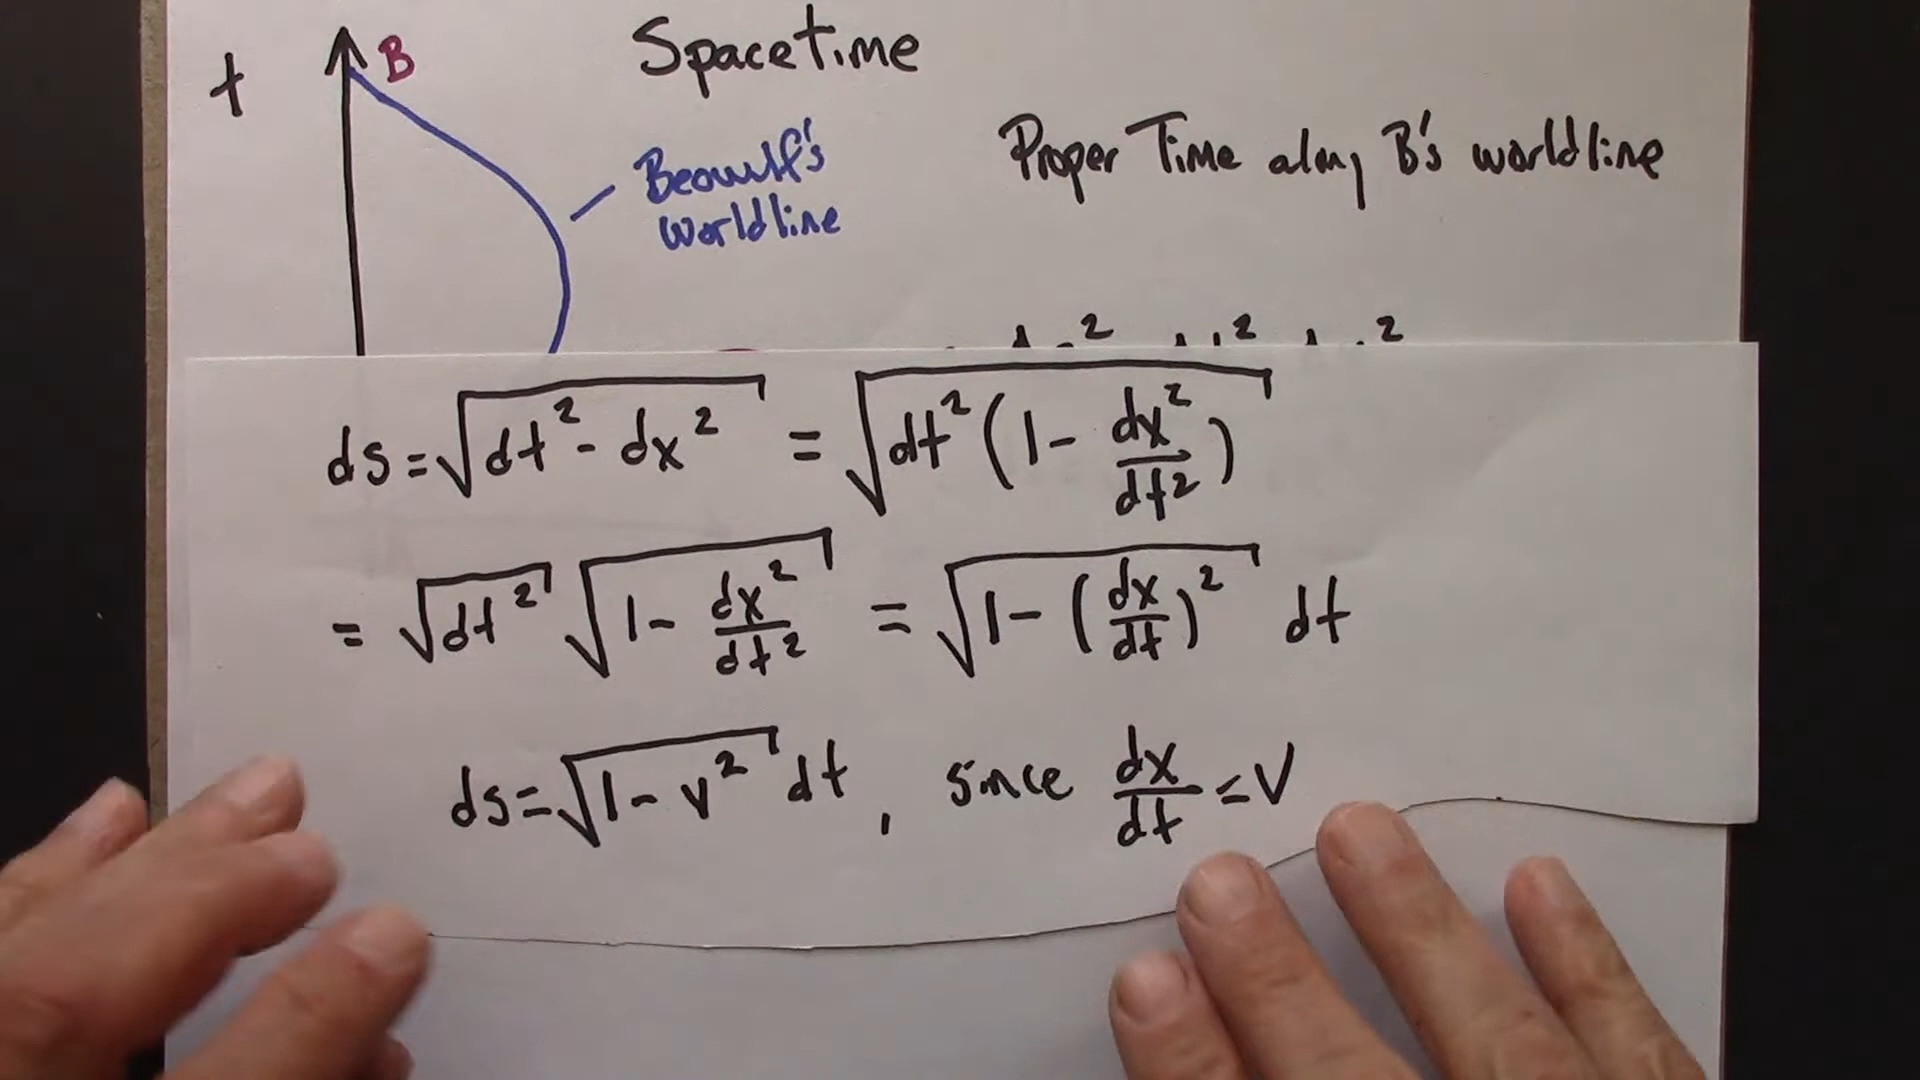 Spacetime
t
B
Beowulf's
worldline
Proper Time along B's worldline
ds = √(dt² - dx²) = √(dt² (1 - dx²/dt²))
= √(dt²) √(1 - dx²/dt²) = √(1 - (dx/dt)²) dt
ds = √(1 - v²) dt , since dx/dt = v